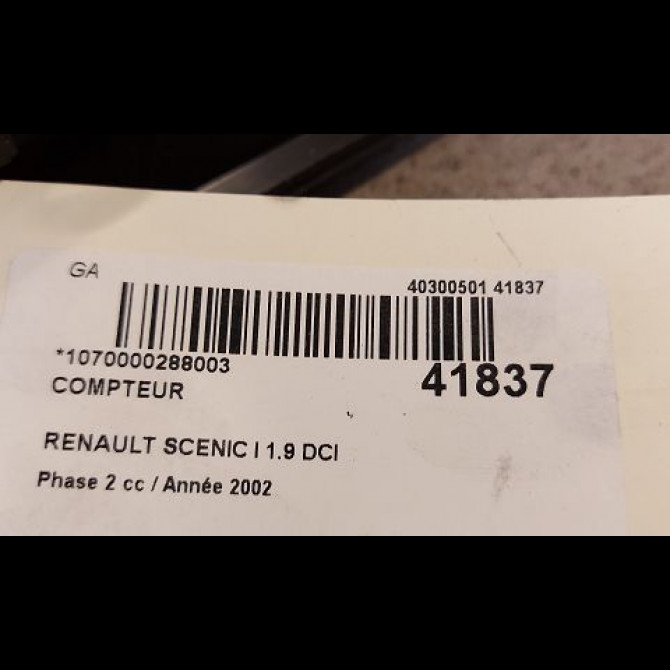 GA
40300501 41837
*1070000288003
41837
COMPTEUR
RENAULT SCENIC I 1.9 DCI
Phase 2 cc / Année 2002